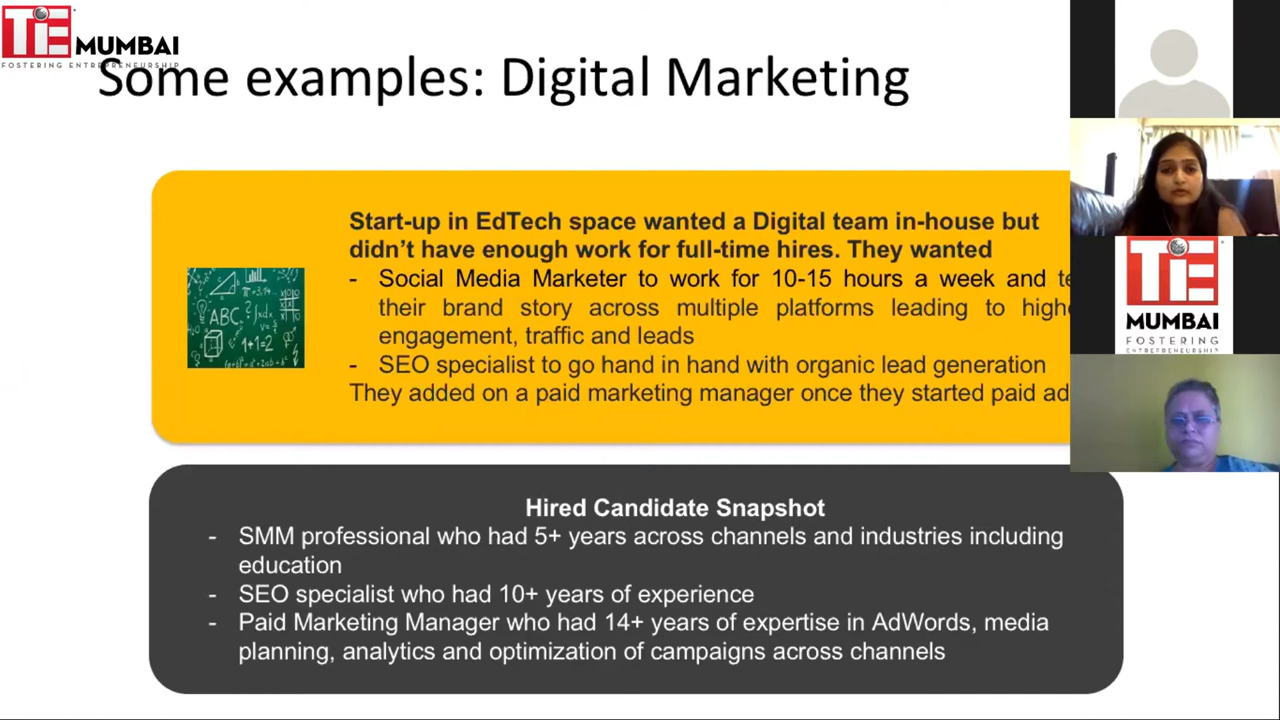 TiE MUMBAI
FOSTERING ENTREPRENEURSHIP
Some examples: Digital Marketing
Start-up in EdTech space wanted a Digital team in-house but
didn't have enough work for full-time hires. They wanted
- Social Media Marketer to work for 10-15 hours a week and
their brand story across multiple platforms leading to
engagement, traffic and leads
- SEO specialist to go hand in hand with organic lead generation
They added on a paid marketing manager once they started paid
ABC
1+1=2
Hired Candidate Snapshot
- SMM professional who had 5+ years across channels and industries including
education
- SEO specialist who had 10+ years of experience
- Paid Marketing Manager who had 14+ years of expertise in AdWords, media
planning, analytics and optimization of campaigns across channels
TiE
MUMBAI
FOSTERING
ENTREPRENEURSHIP